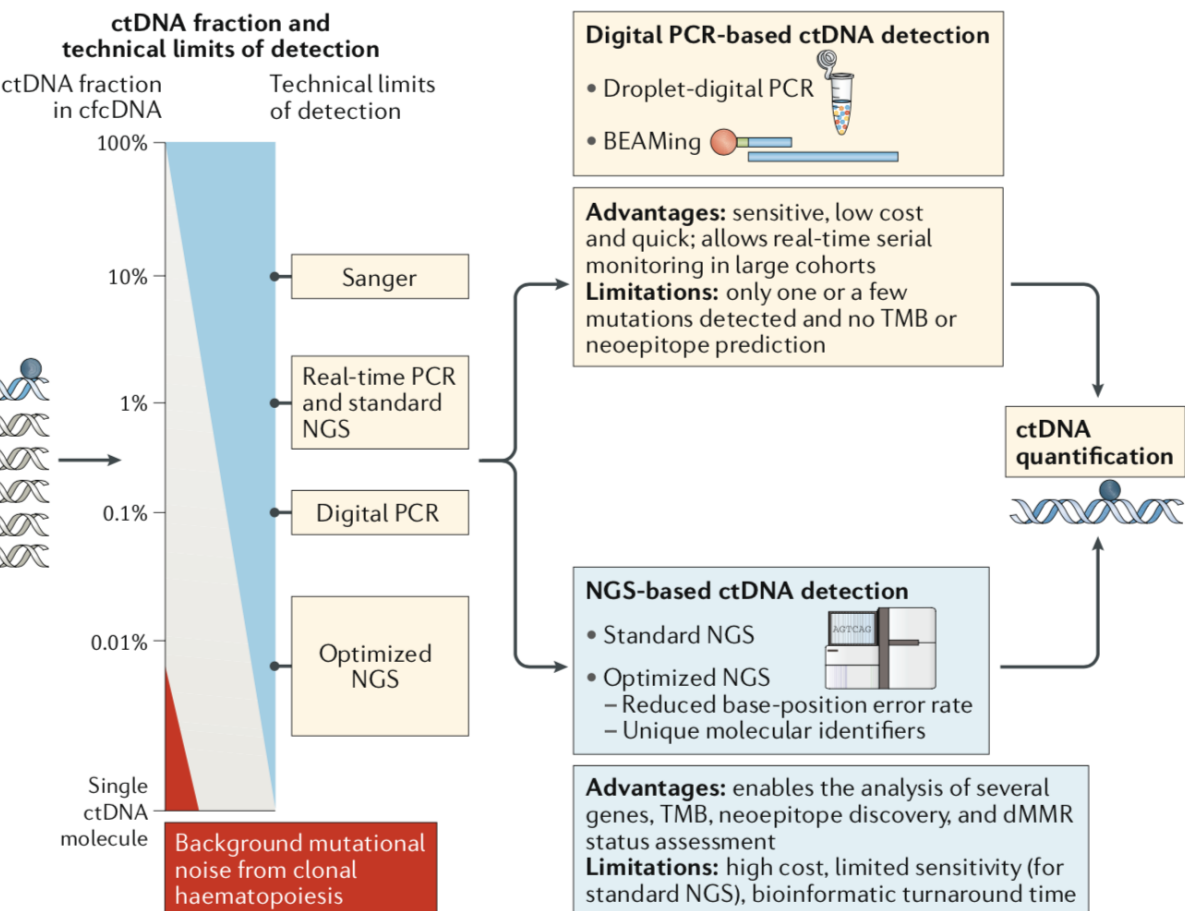 ctDNA fraction and
technical limits of detection
ctDNA fraction
in cfcDNA
Technical limits
of detection
100%
10%
1%
0.1%
0.01%
Single
ctDNA
molecule
Sanger
Real-time PCR
and standard
NGS
Digital PCR
Optimized
NGS
Background mutational
noise from clonal
haematopoiesis
Digital PCR-based ctDNA detection
• Droplet-digital PCR
• BEAMing
Advantages: sensitive, low cost
and quick; allows real-time serial
monitoring in large cohorts
Limitations: only one or a few
mutations detected and no TMB or
neoepitope prediction
NGS-based ctDNA detection
• Standard NGS
AGTCAG
• Optimized NGS
– Reduced base-position error rate
– Unique molecular identifiers
Advantages: enables the analysis of several
genes, TMB, neoepitope discovery, and dMMR
status assessment
Limitations: high cost, limited sensitivity (for
standard NGS), bioinformatic turnaround time
ctDNA
quantification